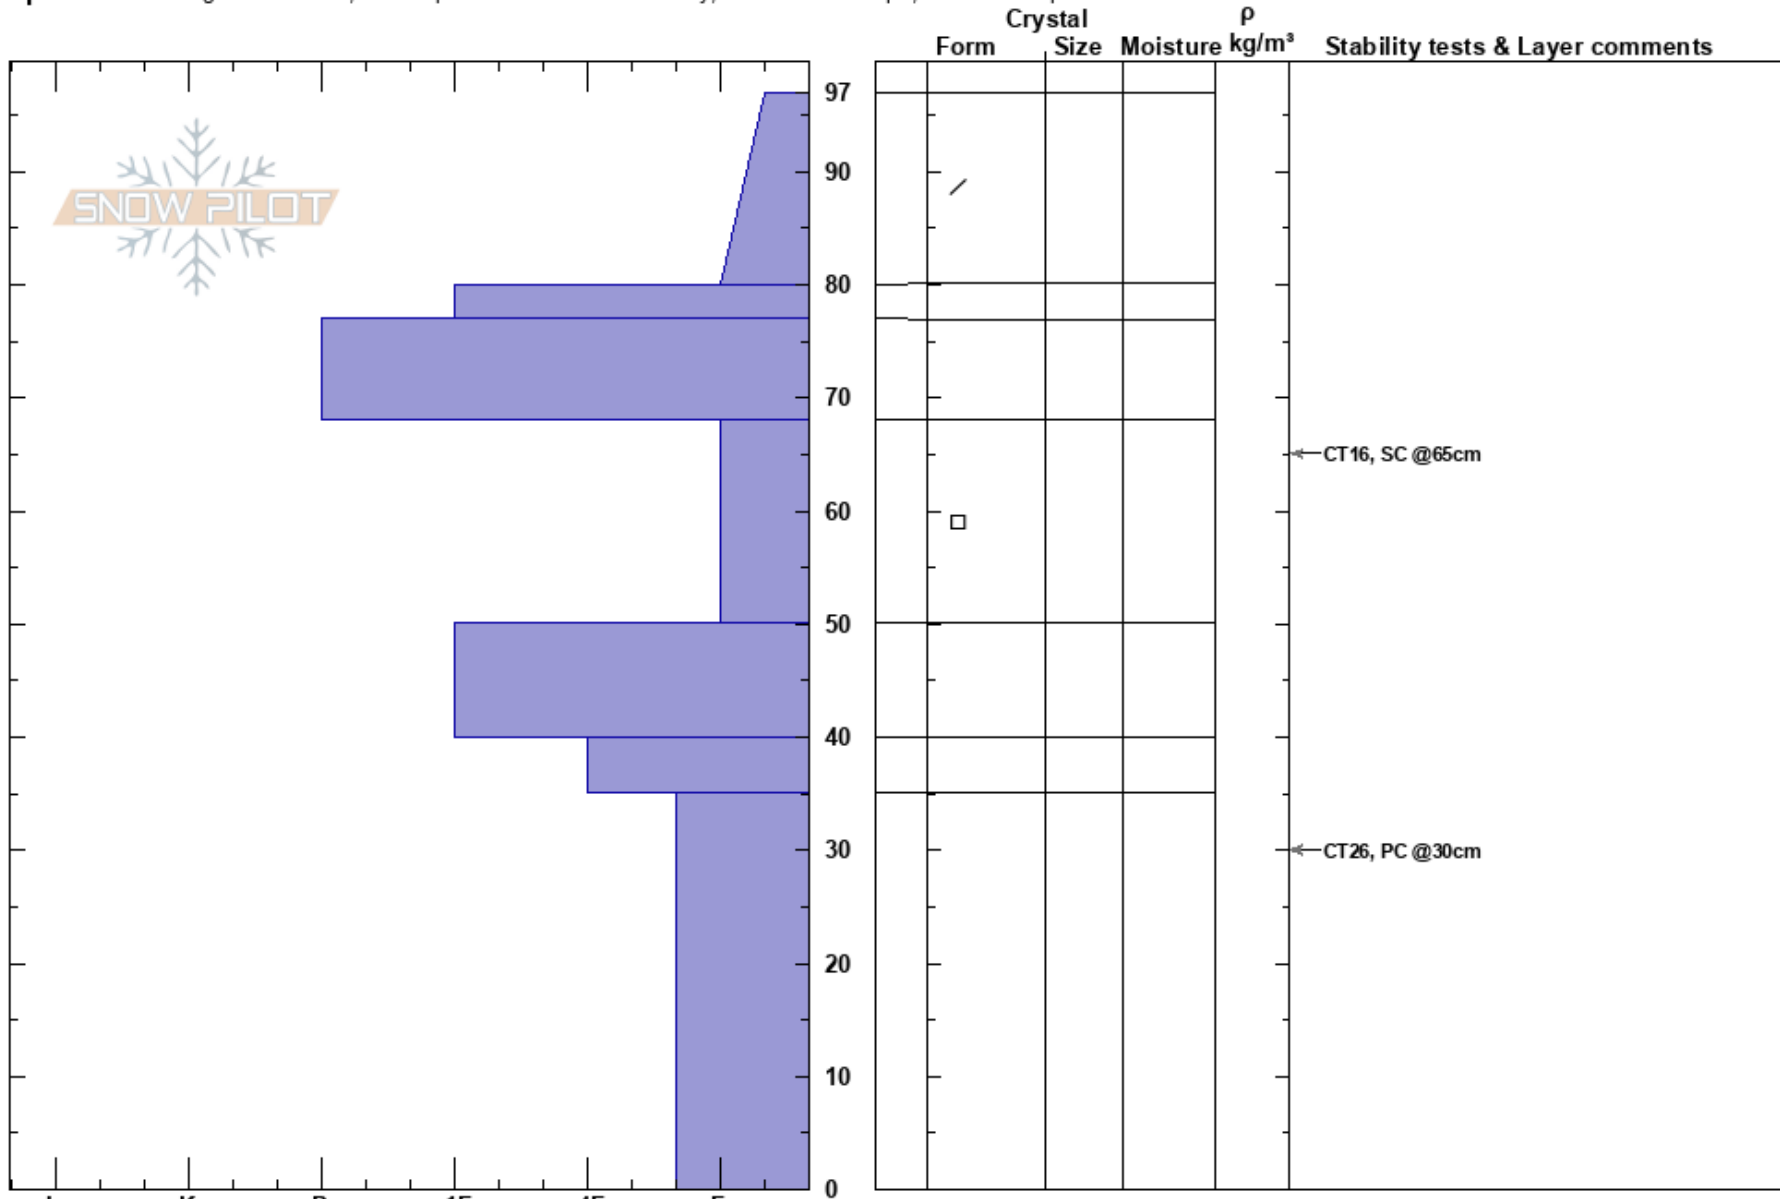 Crystal
ρ
Form Size Moisture kg/m³ Stability tests & Layer comments
97
SNOW PILOT
90
80
70
CT16, SC @65cm
60
50
40
30
CT26, PC @30cm
20
10
0